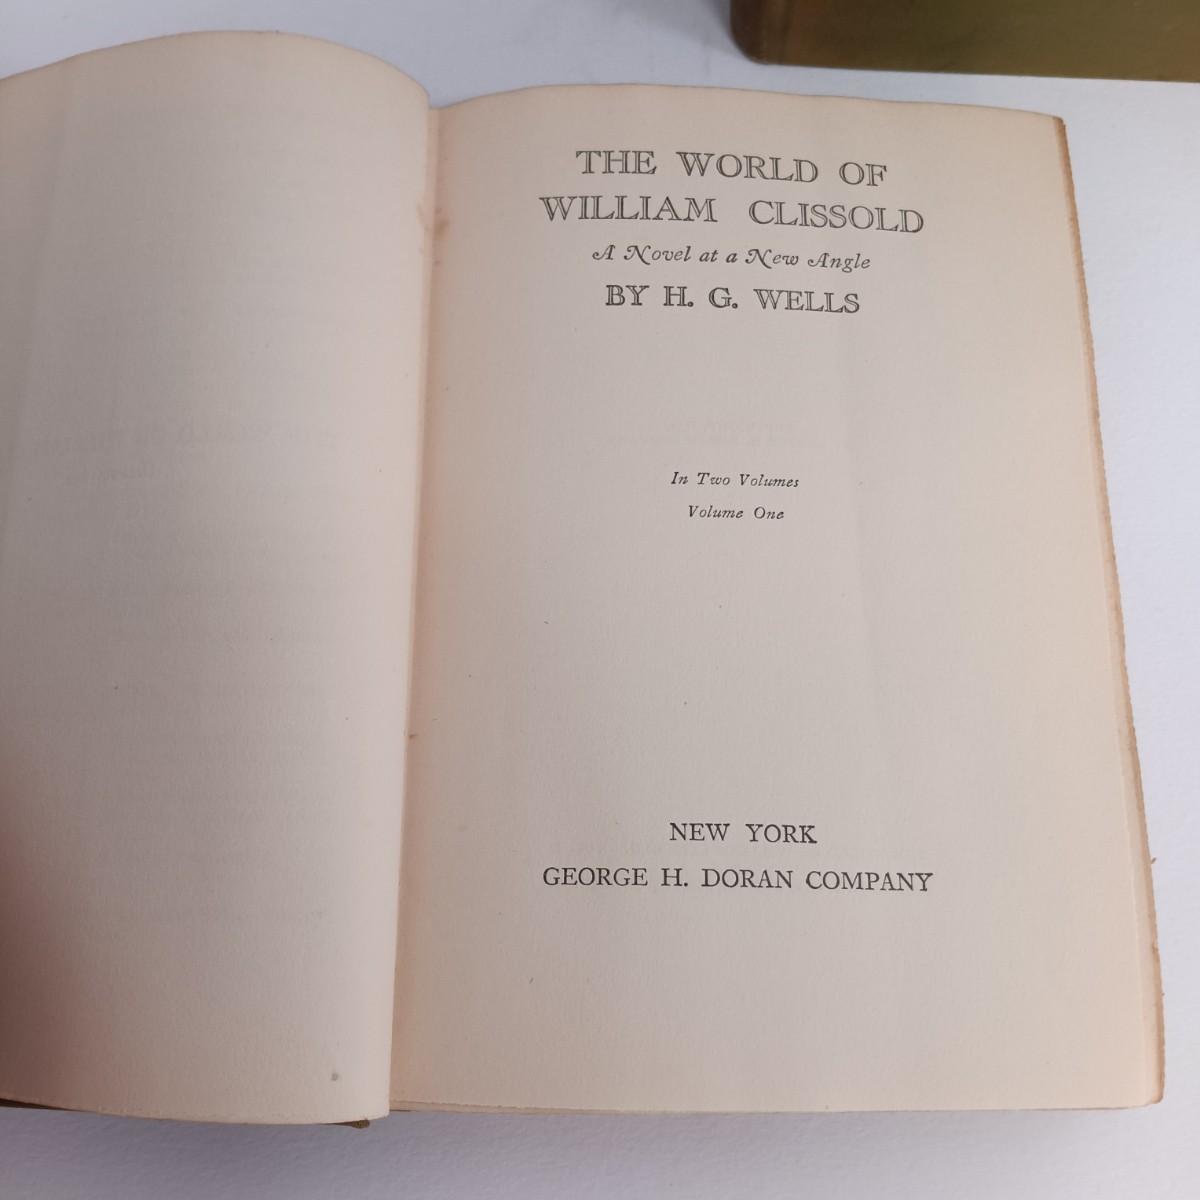 THE WORLD OF
WILLIAM CLISSOLD
A Novel at a New Angle
BY H. G. WELLS
In Two Volumes
Volume One
NEW YORK
GEORGE H. DORAN COMPANY